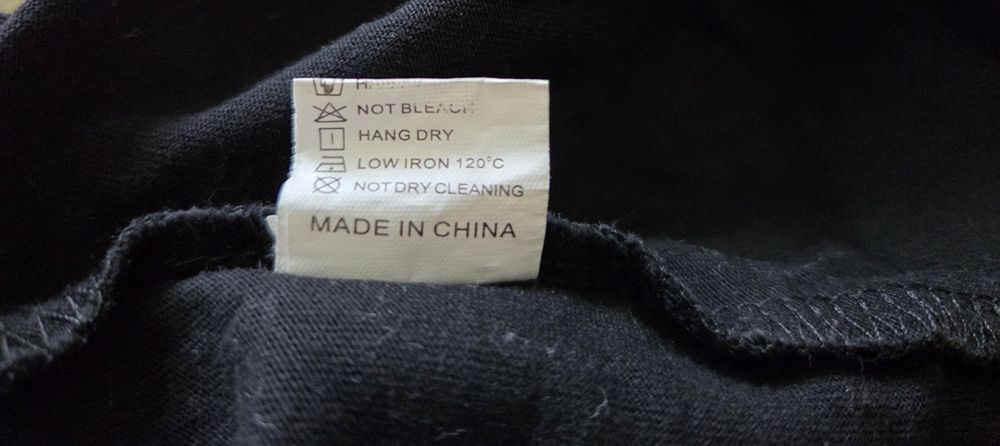 NOT BLEACH
HANG DRY
LOW IRON 120°C
NOT DRY CLEANING
MADE IN CHINA